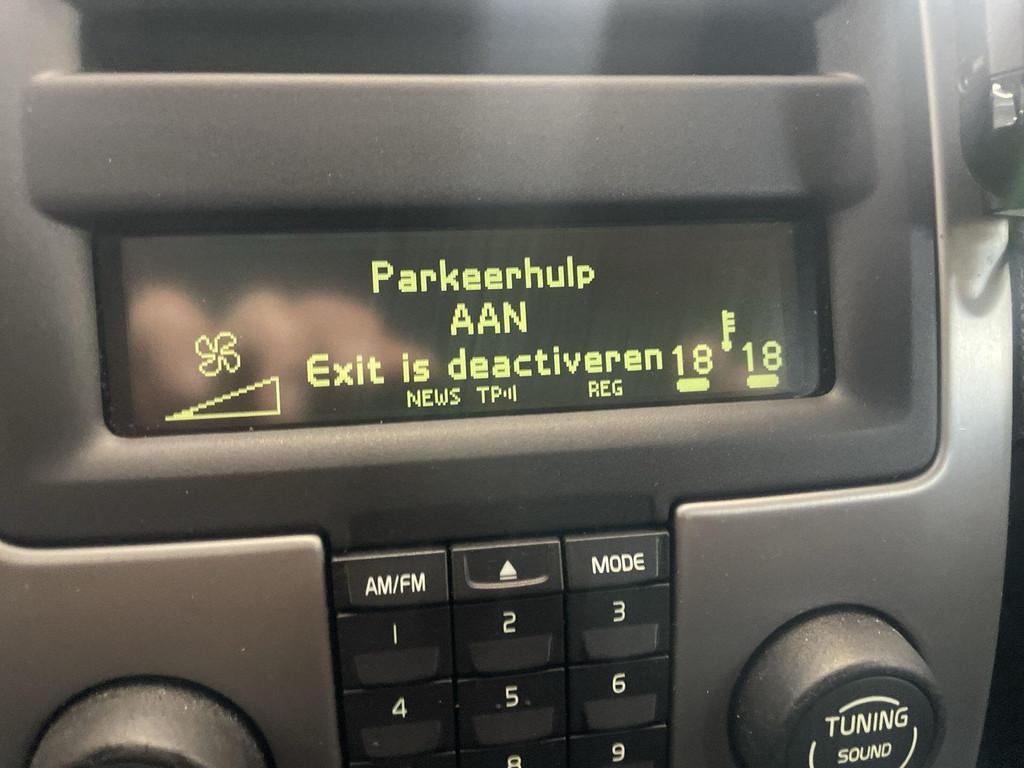 Parkeerhulp
AAN
Exit is deactiveren
18 18
NEWS TP REG
AM/FM MODE
1 2 3
4 5 6
8 9
TUNING
SOUND